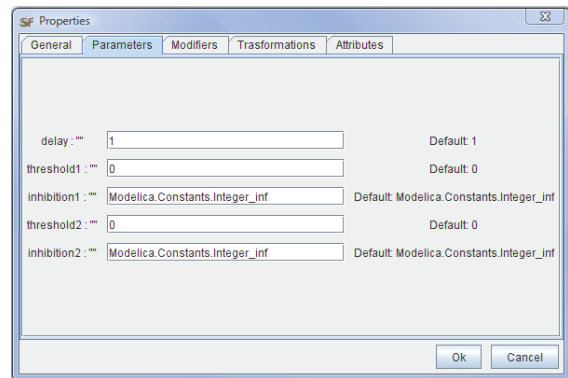 SF Properties
General Parameters Modifiers Trasformations Attributes
delay : "" 1 Default: 1
threshold1 : "" 0 Default: 0
inhibition1 : "" Modelica.Constants.Integer_inf Default: Modelica.Constants.Integer_inf
threshold2 : "" 0 Default: 0
inhibition2 : "" Modelica.Constants.Integer_inf Default: Modelica.Constants.Integer_inf
Ok Cancel